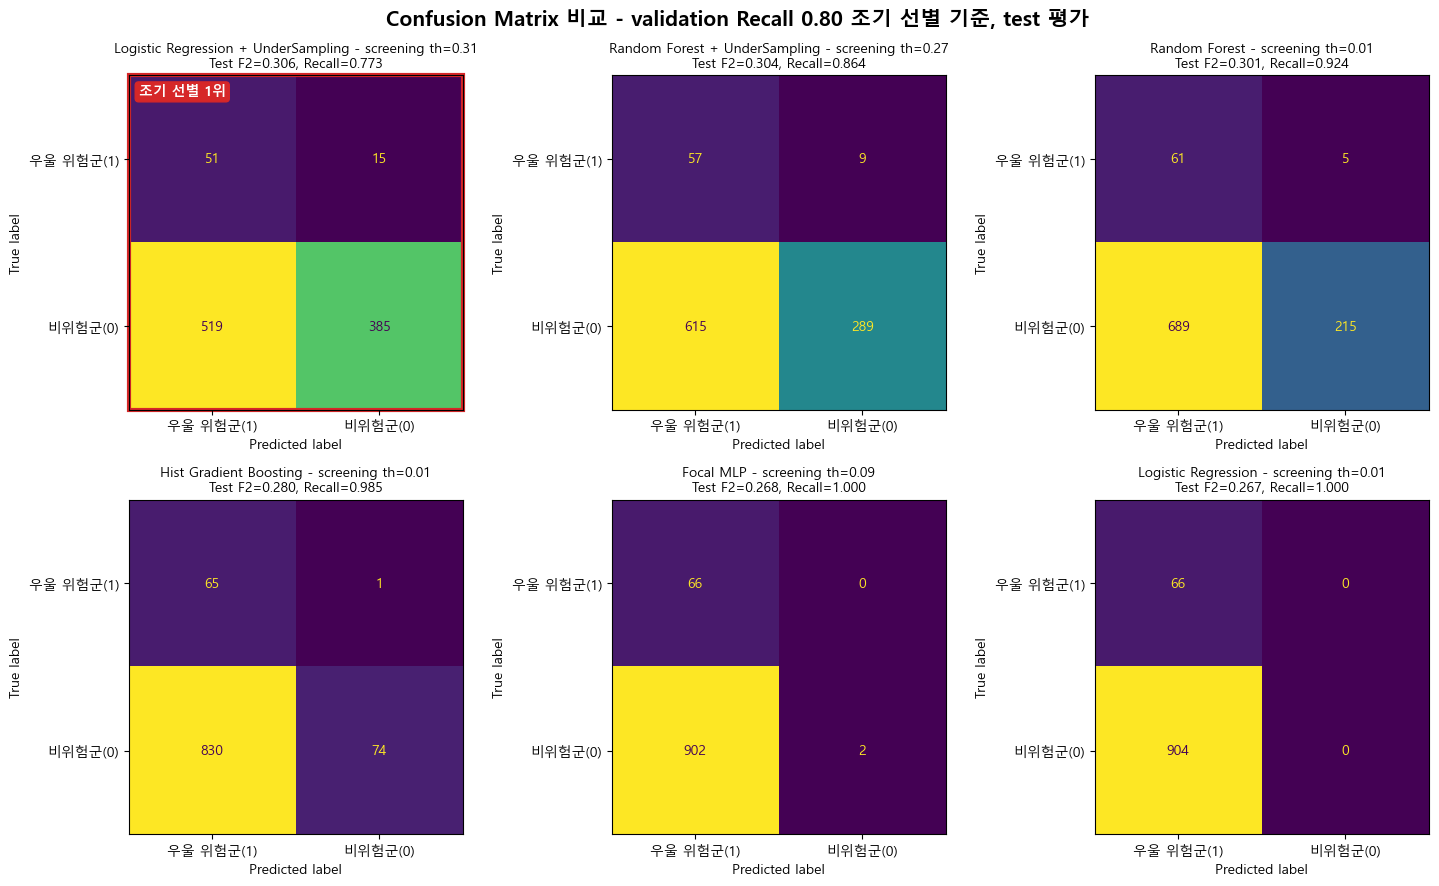 Confusion Matrix 비교 - validation Recall 0.80 조기 선별 기준, test 평가
Logistic Regression + UnderSampling - screening th=0.31
Test F2=0.306, Recall=0.773
조기 선별 1위
우울 위험군(1)
51
15
True label
비위험군(0)
519
385
우울 위험군(1)
비위험군(0)
Predicted label
Random Forest + UnderSampling - screening th=0.27
Test F2=0.304, Recall=0.864
우울 위험군(1)
57
9
True label
비위험군(0)
615
289
우울 위험군(1)
비위험군(0)
Predicted label
Random Forest - screening th=0.01
Test F2=0.301, Recall=0.924
우울 위험군(1)
61
5
True label
비위험군(0)
689
215
우울 위험군(1)
비위험군(0)
Predicted label
Hist Gradient Boosting - screening th=0.01
Test F2=0.280, Recall=0.985
우울 위험군(1)
65
1
True label
비위험군(0)
830
74
우울 위험군(1)
비위험군(0)
Predicted label
Focal MLP - screening th=0.09
Test F2=0.268, Recall=1.000
우울 위험군(1)
66
0
True label
비위험군(0)
902
2
우울 위험군(1)
비위험군(0)
Predicted label
Logistic Regression - screening th=0.01
Test F2=0.267, Recall=1.000
우울 위험군(1)
66
0
True label
비위험군(0)
904
0
우울 위험군(1)
비위험군(0)
Predicted label